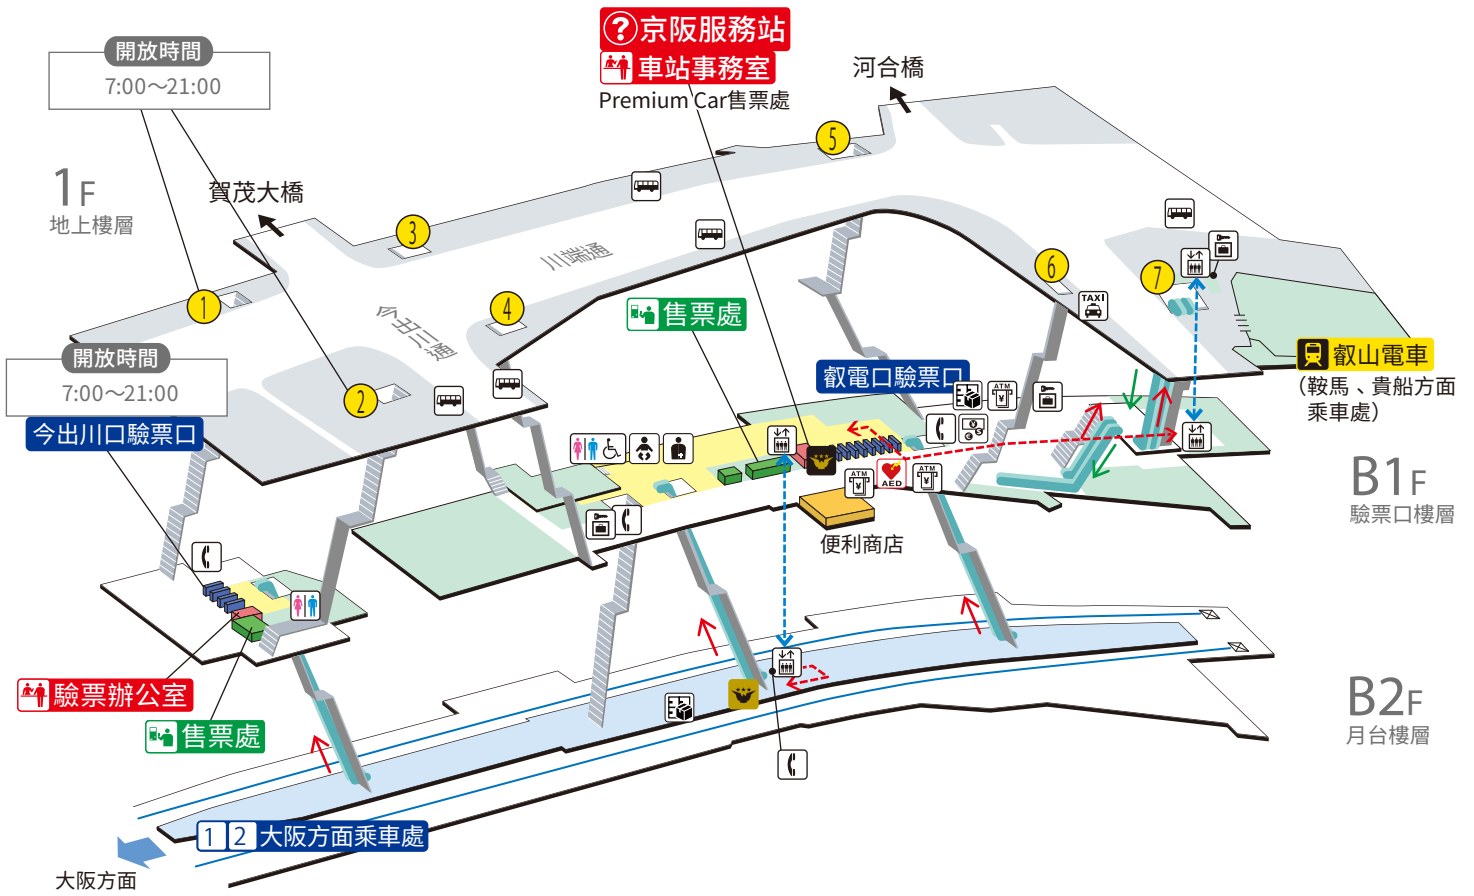 開放時間
7:00～21:00
京阪服務站
車站事務室
Premium Car售票處
河合橋
5
1F
地上樓層
賀茂大橋
3
川端通
6
7
1
4
TAXI
今出川通
售票處
開放時間
7:00～21:00
叡電口驗票口
叡山電車
(鞍馬、貴船方面
乘車處)
2
ATM
今出川口驗票口
ATM
AED
ATM
B1F
驗票口樓層
便利商店
驗票辦公室
售票處
B2F
月台樓層
1 2 大阪方面乘車處
大阪方面